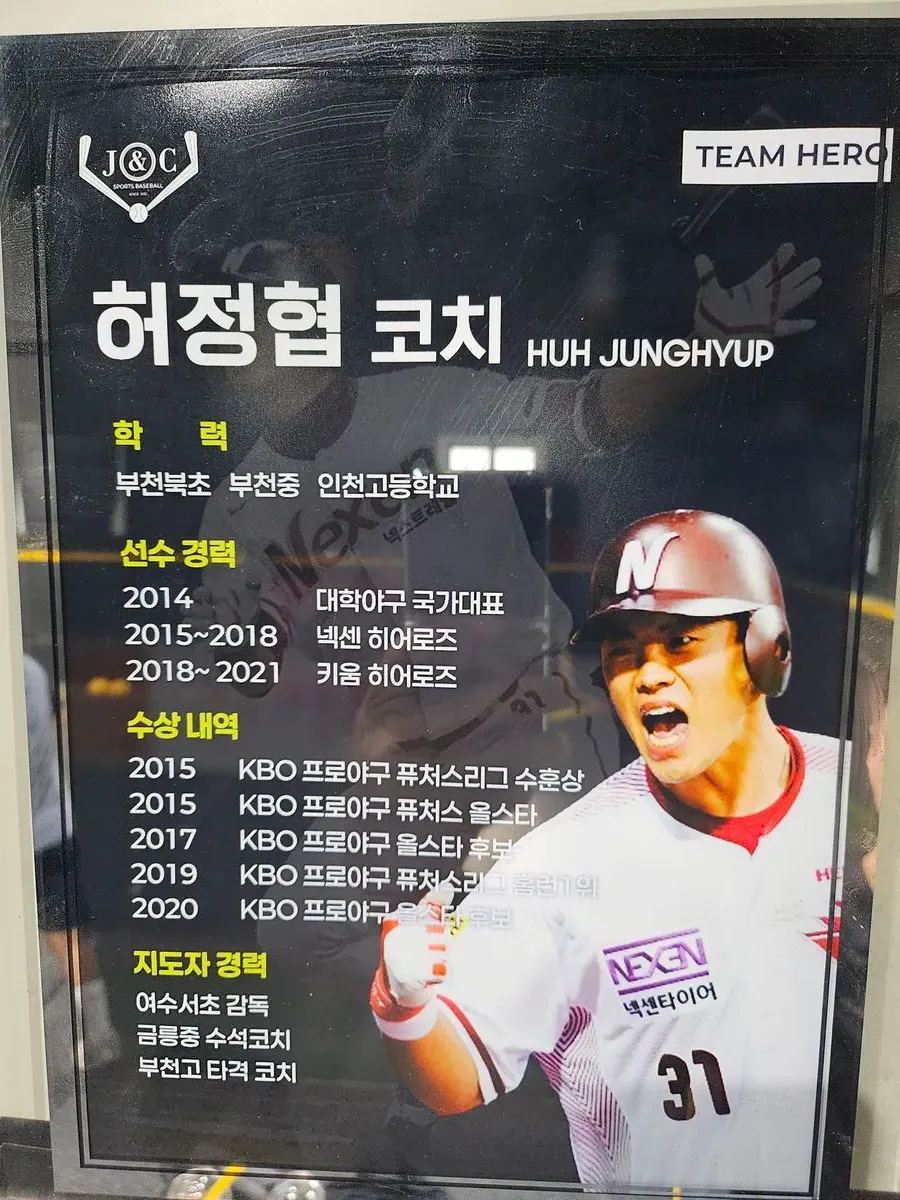 J&C
SPORTS BASEBALL
TEAM HERO
허정협 코치 HUH JUNGHYUP
학 력
부천북초 부천중 인천고등학교
선수 경력
2014 대학야구 국가대표
2015~2018 넥센 히어로즈
2018~ 2021 키움 히어로즈
수상 내역
2015 KBO 프로야구 퓨처스리그 수훈상
2015 KBO 프로야구 퓨처스 올스타
2017 KBO 프로야구 올스타 후보
2019 KBO 프로야구 퓨처스리그 홈런1위
2020 KBO 프로야구 올스타 후보
지도자 경력
여수서초 감독
금릉중 수석코치
부천고 타격 코치
N
NEXEN
넥센타이어
31
Nexen
31